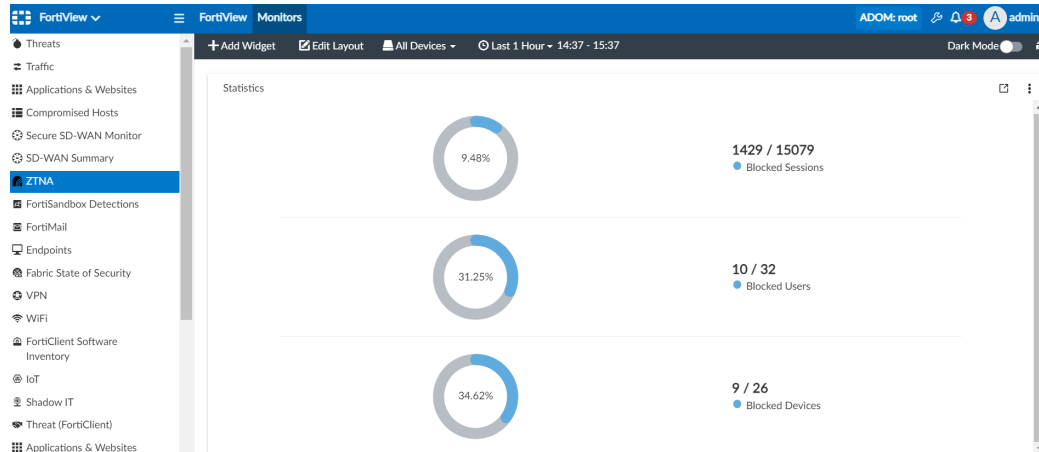 FortiView
FortiView Monitors
ADOM: root
3
A
admin
Threats
Traffic
Applications & Websites
Compromised Hosts
Secure SD-WAN Monitor
SD-WAN Summary
ZTNA
FortiSandbox Detections
FortiMail
Endpoints
Fabric State of Security
VPN
WiFi
FortiClient Software
Inventory
IoT
Shadow IT
Threat (FortiClient)
Applications & Websites
Add Widget
Edit Layout
All Devices
Last 1 Hour
14:37 - 15:37
Dark Mode
Statistics
9.48%
1429 / 15079
Blocked Sessions
31.25%
10 / 32
Blocked Users
34.62%
9 / 26
Blocked Devices